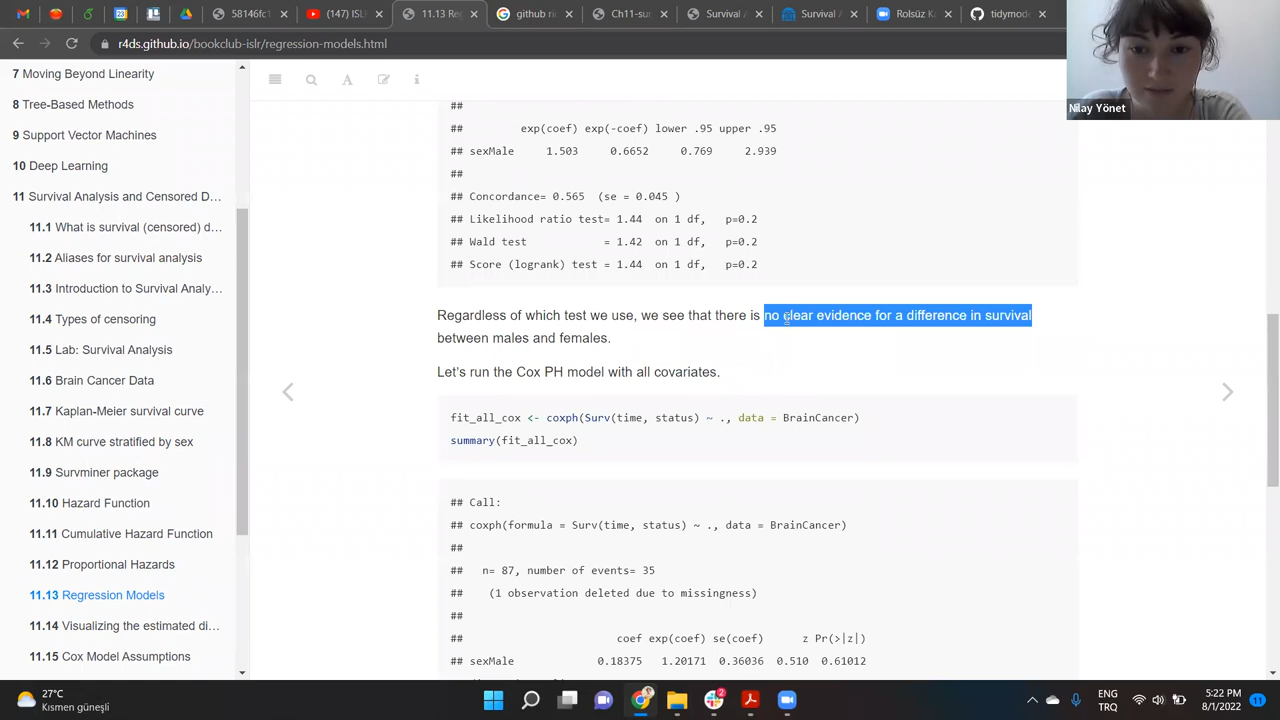 58146fc1
(147) ISLR
11.13 Reg
github ne
Ch11-sur
Survival A
Survival A
Rolsüz Ka
tidymod
r4ds.github.io/bookclub-islr/regression-models.html
Nilay Yönet
7 Moving Beyond Linearity
8 Tree-Based Methods
9 Support Vector Machines
10 Deep Learning
11 Survival Analysis and Censored D…
11.1 What is survival (censored) d…
11.2 Aliases for survival analysis
11.3 Introduction to Survival Analy…
11.4 Types of censoring
11.5 Lab: Survival Analysis
11.6 Brain Cancer Data
11.7 Kaplan-Meier survival curve
11.8 KM curve stratified by sex
11.9 Survminer package
11.10 Hazard Function
11.11 Cumulative Hazard Function
11.12 Proportional Hazards
11.13 Regression Models
11.14 Visualizing the estimated di…
11.15 Cox Model Assumptions
##
## exp(coef) exp(-coef) lower .95 upper .95
## sexMale 1.503 0.6652 0.769 2.939
##
## Concordance= 0.565 (se = 0.045 )
## Likelihood ratio test= 1.44 on 1 df, p=0.2
## Wald test = 1.42 on 1 df, p=0.2
## Score (logrank) test = 1.44 on 1 df, p=0.2
Regardless of which test we use, we see that there is no clear evidence for a difference in survival
between males and females.
Let's run the Cox PH model with all covariates.
fit_all_cox <- coxph(Surv(time, status) ~ ., data = BrainCancer)
summary(fit_all_cox)
## Call:
## coxph(formula = Surv(time, status) ~ ., data = BrainCancer)
##
## n= 87, number of events= 35
## (1 observation deleted due to missingness)
##
## coef exp(coef) se(coef) z Pr(>|z|)
## sexMale 0.18375 1.20171 0.36036 0.510 0.61012
27°C
Kısmen güneşli
2
ENG
TRQ
5:22 PM
8/1/2022
11